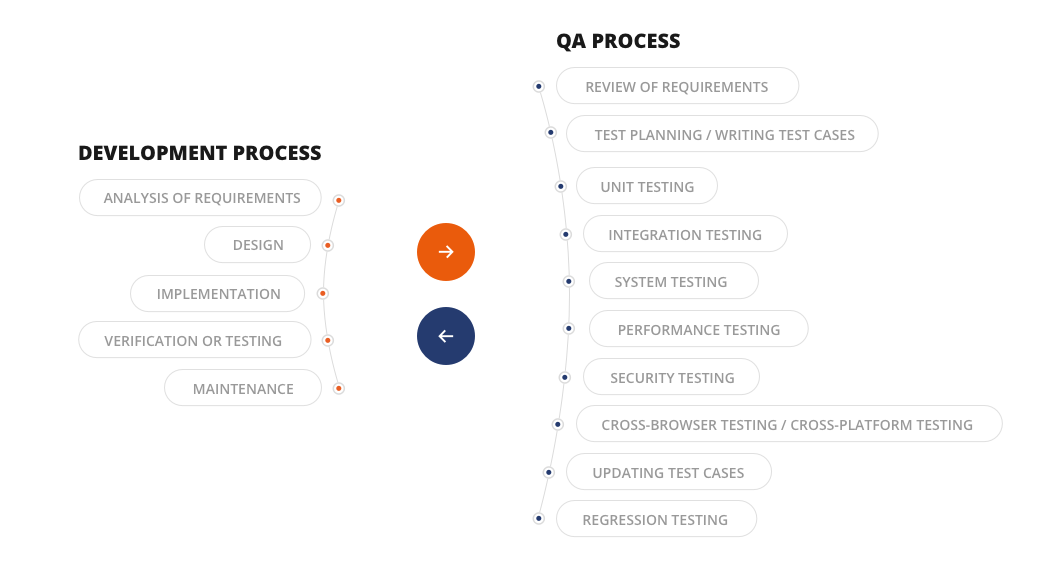 DEVELOPMENT PROCESS
ANALYSIS OF REQUIREMENTS
DESIGN
IMPLEMENTATION
VERIFICATION OR TESTING
MAINTENANCE
QA PROCESS
REVIEW OF REQUIREMENTS
TEST PLANNING / WRITING TEST CASES
UNIT TESTING
INTEGRATION TESTING
SYSTEM TESTING
PERFORMANCE TESTING
SECURITY TESTING
CROSS-BROWSER TESTING / CROSS-PLATFORM TESTING
UPDATING TEST CASES
REGRESSION TESTING